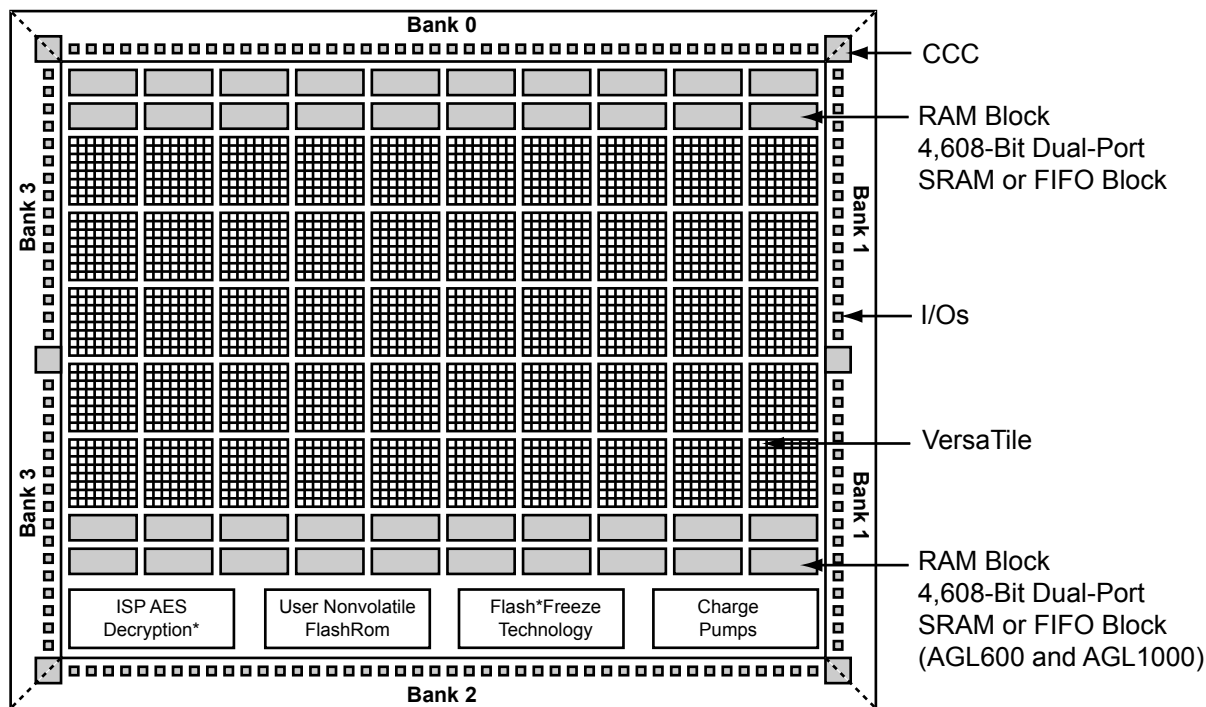 Bank 0
CCC
RAM Block
4,608-Bit Dual-Port
SRAM or FIFO Block
Bank 3
Bank 1
I/Os
VersaTile
Bank 3
Bank 1
RAM Block
4,608-Bit Dual-Port
SRAM or FIFO Block
(AGL600 and AGL1000)
ISP AES
Decryption*
User Nonvolatile
FlashRom
Flash*Freeze
Technology
Charge
Pumps
Bank 2